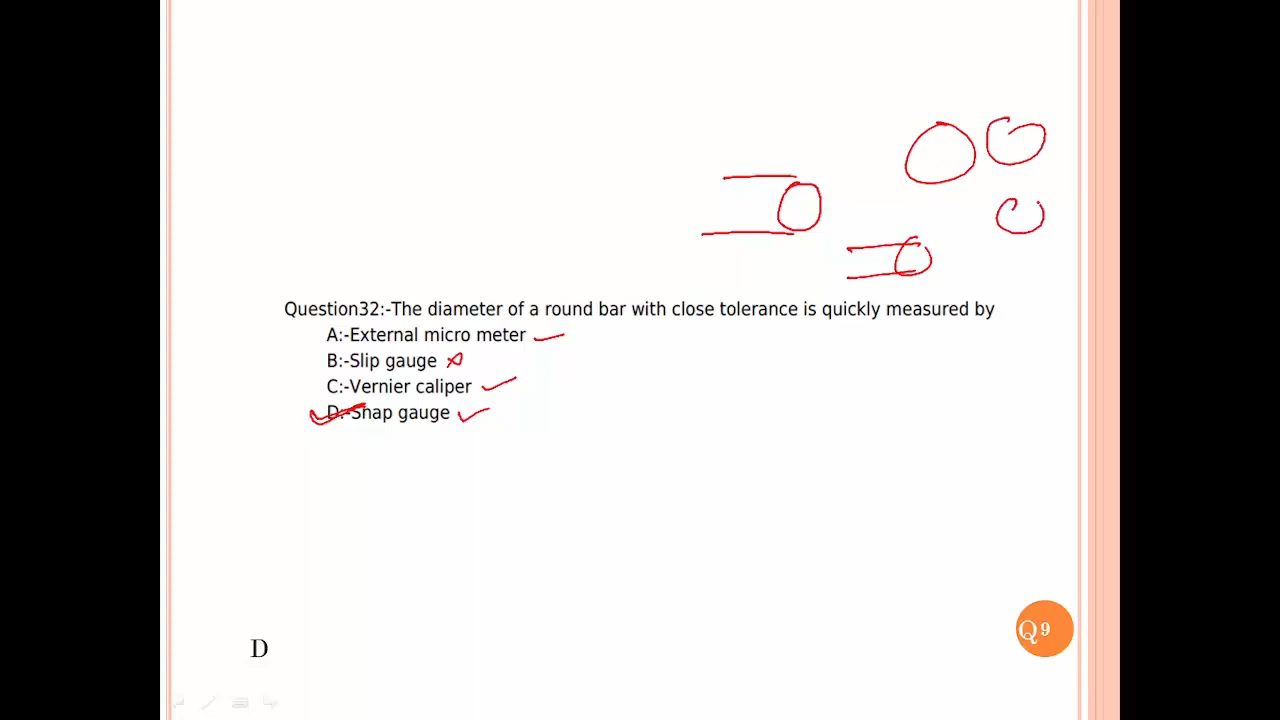 Question32:-The diameter of a round bar with close tolerance is quickly measured by
A:-External micro meter
B:-Slip gauge
C:-Vernier caliper
D:-Snap gauge
D
Q9